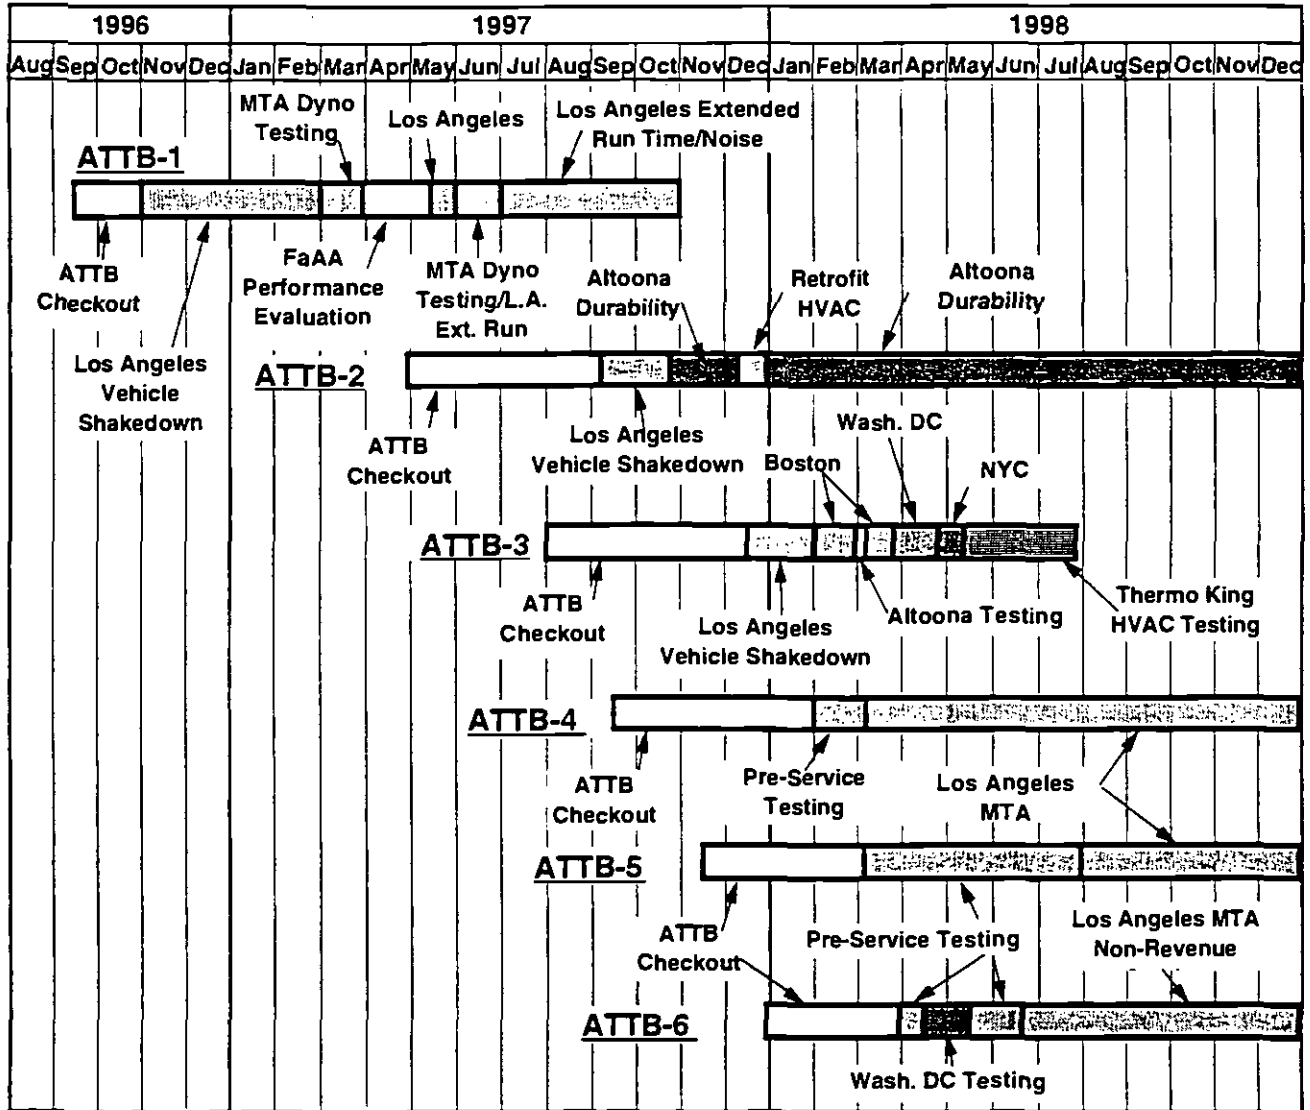 1996 1997 1998
Aug Sep Oct Nov Dec Jan Feb Mar Apr May Jun Jul Aug Sep Oct Nov Dec Jan Feb Mar Apr May Jun Jul Aug Sep Oct Nov Dec
MTA Dyno
Testing
Los Angeles
Los Angeles Extended
Run Time/Noise
ATTB-1
ATTB
Checkout
Los Angeles
Vehicle
Shakedown
FaAA
Performance
Evaluation
MTA Dyno
Testing/L.A.
Ext. Run
Altoona
Durability
Retrofit
HVAC
Altoona
Durability
ATTB-2
ATTB
Checkout
Los Angeles
Vehicle Shakedown
Boston
Wash. DC
NYC
ATTB-3
ATTB
Checkout
Los Angeles
Vehicle Shakedown
Altoona Testing
Thermo King
HVAC Testing
ATTB-4
ATTB
Checkout
Pre-Service
Testing
Los Angeles
MTA
ATTB-5
ATTB
Checkout
Pre-Service Testing
Los Angeles MTA
Non-Revenue
ATTB-6
Wash. DC Testing